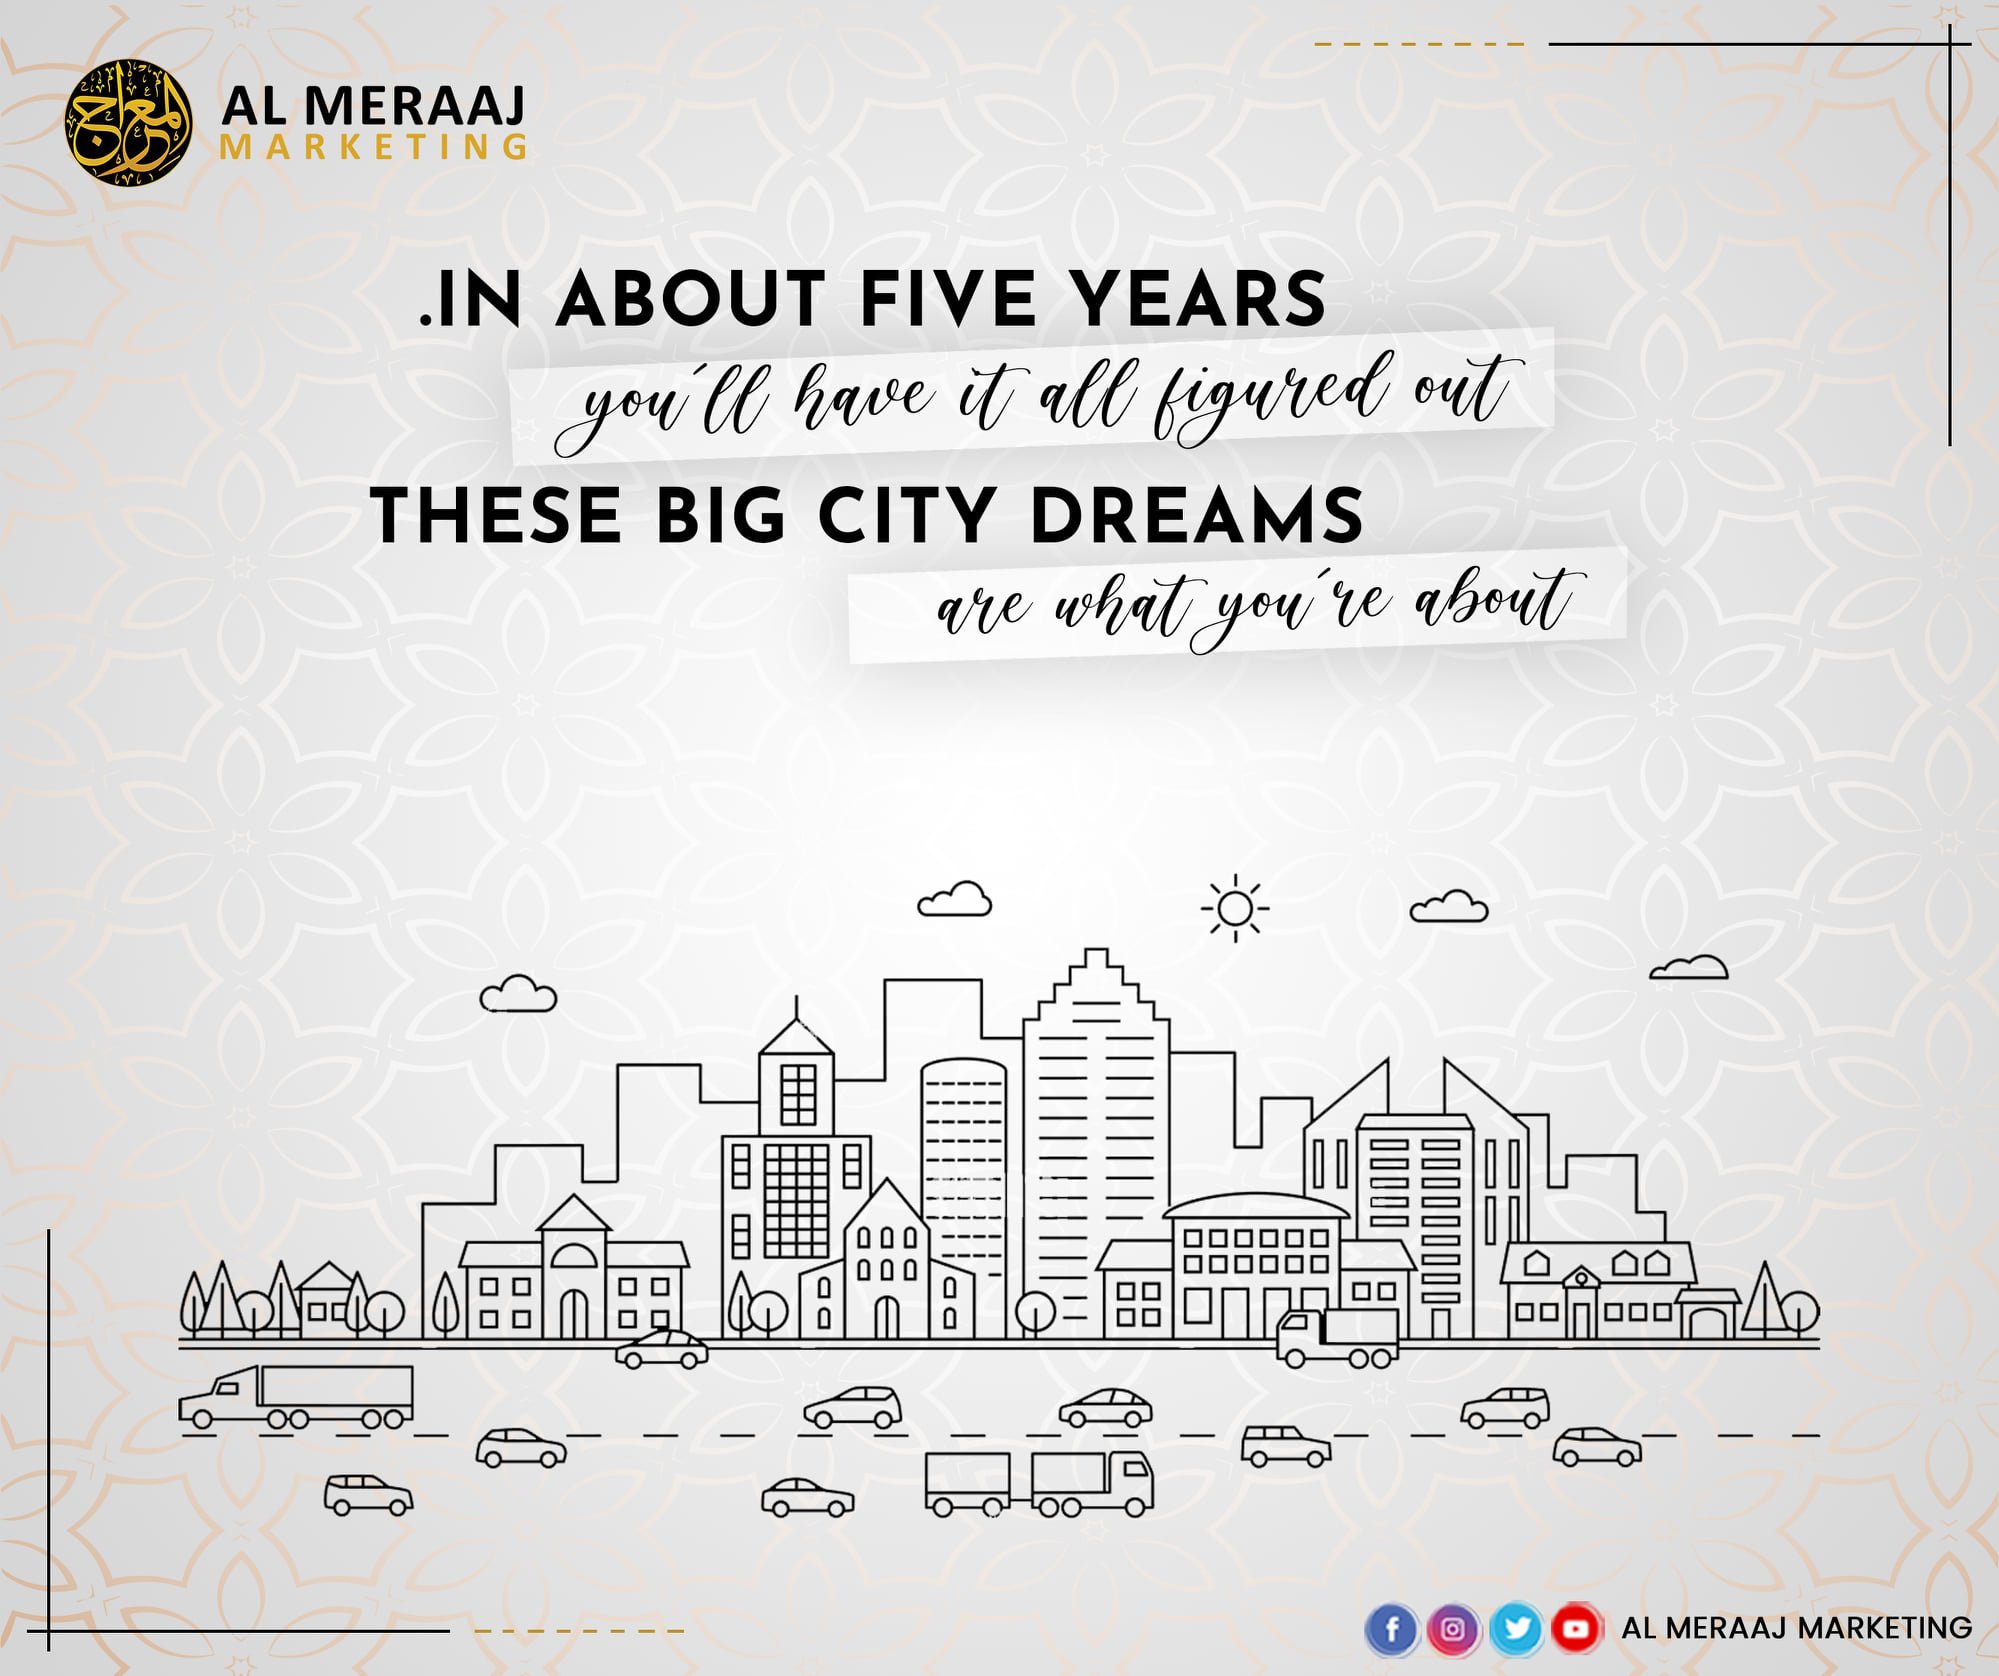 المعراج
AL MERAAJ
MARKETING
.IN ABOUT FIVE YEARS
you'll have it all figured out
THESE BIG CITY DREAMS
are what you're about
AL MERAAJ MARKETING